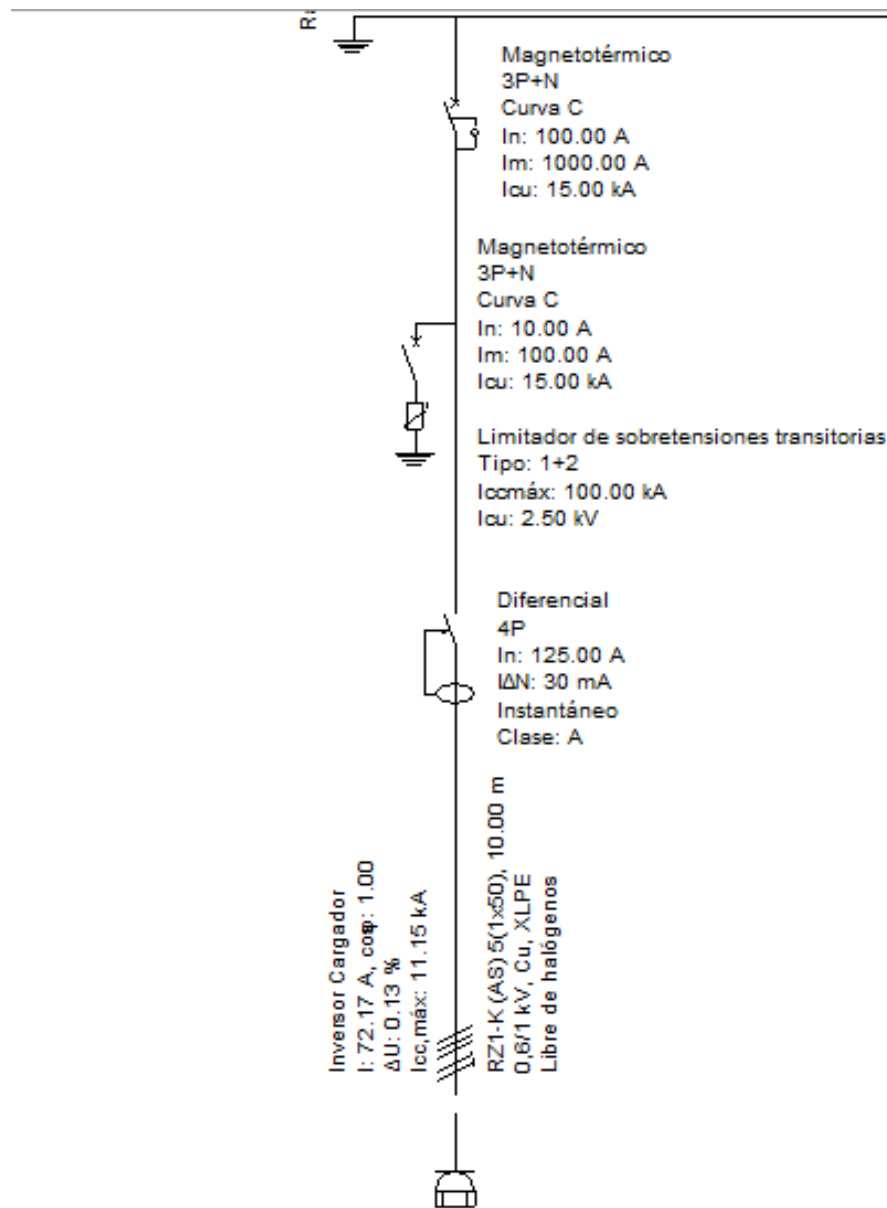 Magnetotérmico
3P+N
Curva C
In: 100.00 A
Im: 1000.00 A
Icu: 15.00 kA
Magnetotérmico
3P+N
Curva C
In: 10.00 A
Im: 100.00 A
Icu: 15.00 kA
Limitador de sobretensiones transitorias
Tipo: 1+2
Iccmáx: 100.00 kA
Icu: 2.50 kV
Diferencial
4P
In: 125.00 A
IΔN: 30 mA
Instantáneo
Clase: A
Inversor Cargador
I: 72.17 A, cosφ: 1.00
ΔU: 0.13 %
Icc,máx: 11.15 kA
RZ1-K (AS) 5(1x50), 10.00 m
0,6/1 kV, Cu, XLPE
Libre de halógenos